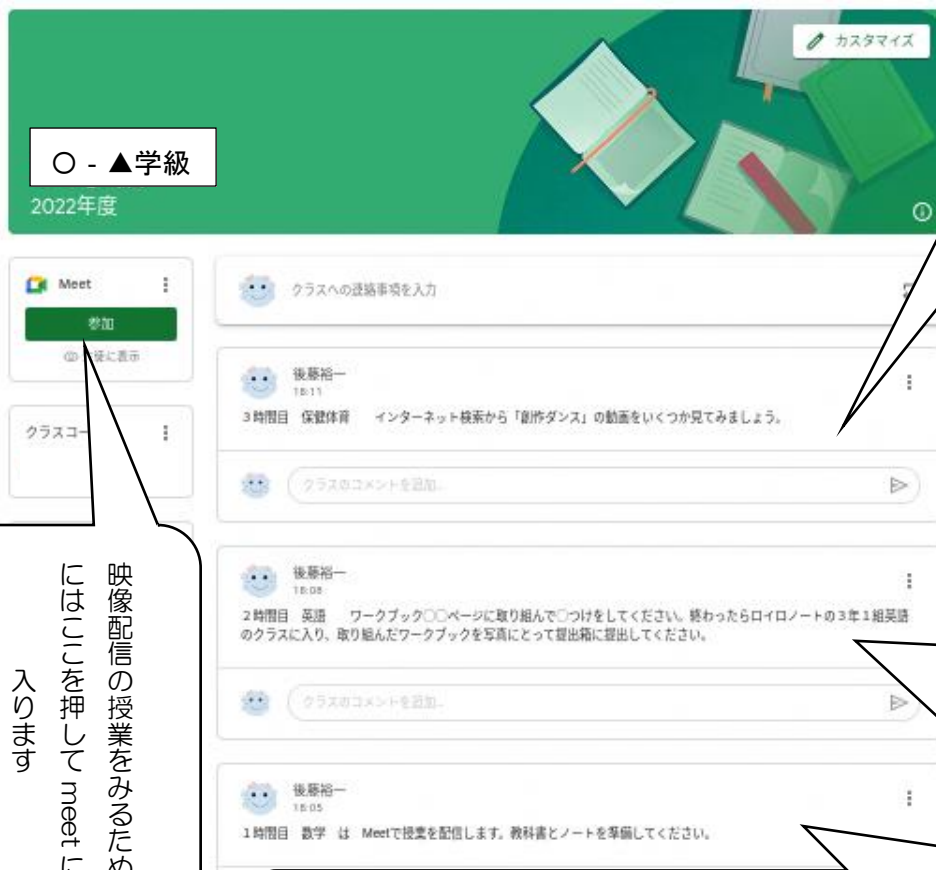 カスタマイズ
〇 - ▲学級
2022年度
Meet
参加
に表示
クラスコー
クラスへの連絡事項を入力
後藤裕一
18:11
3時間目 保健体育 インターネット検索から「創作ダンス」の動画をいくつか見てみましょう。
クラスのコメントを追加…
後藤裕一
18:08
2時間目 英語 ワークブック〇〇ページに取り組んで〇つけをしてください。終わったらロイロノートの3年1組英語
のクラスに入り、取り組んだワークブックを写真にとって提出箱に提出してください。
クラスのコメントを追加…
後藤裕一
18:05
1時間目 数学 は Meetで授業を配信します。教科書とノートを準備してください。
映像配信の授業をみるため
にはここを押して meet に
入ります